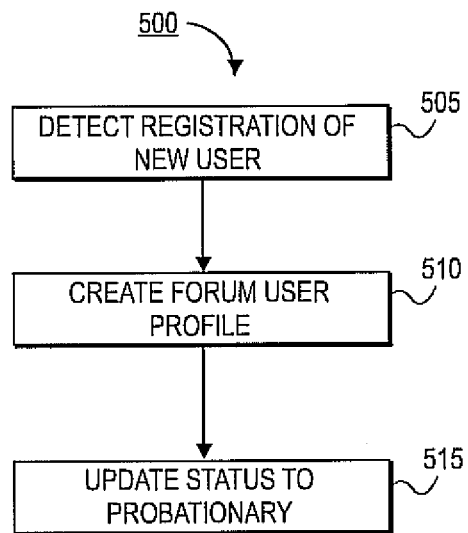 500
505
DETECT REGISTRATION OF
NEW USER
510
CREATE FORUM USER
PROFILE
515
UPDATE STATUS TO
PROBATIONARY